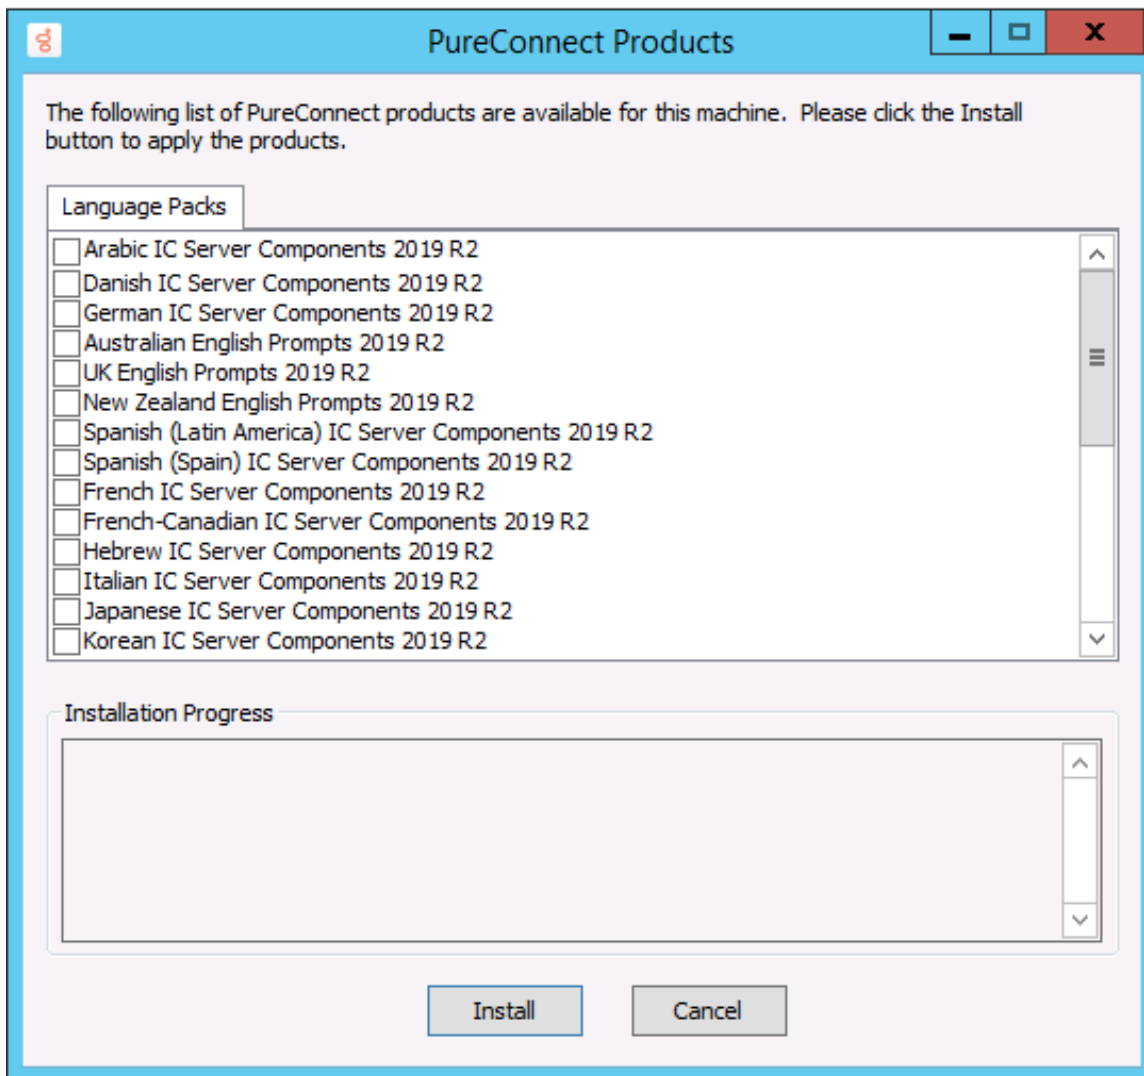 PureConnect Products
The following list of PureConnect products are available for this machine.  Please click the Install
button to apply the products.
Language Packs
Arabic IC Server Components 2019 R2
Danish IC Server Components 2019 R2
German IC Server Components 2019 R2
Australian English Prompts 2019 R2
UK English Prompts 2019 R2
New Zealand English Prompts 2019 R2
Spanish (Latin America) IC Server Components 2019 R2
Spanish (Spain) IC Server Components 2019 R2
French IC Server Components 2019 R2
French-Canadian IC Server Components 2019 R2
Hebrew IC Server Components 2019 R2
Italian IC Server Components 2019 R2
Japanese IC Server Components 2019 R2
Korean IC Server Components 2019 R2
Installation Progress
Install
Cancel